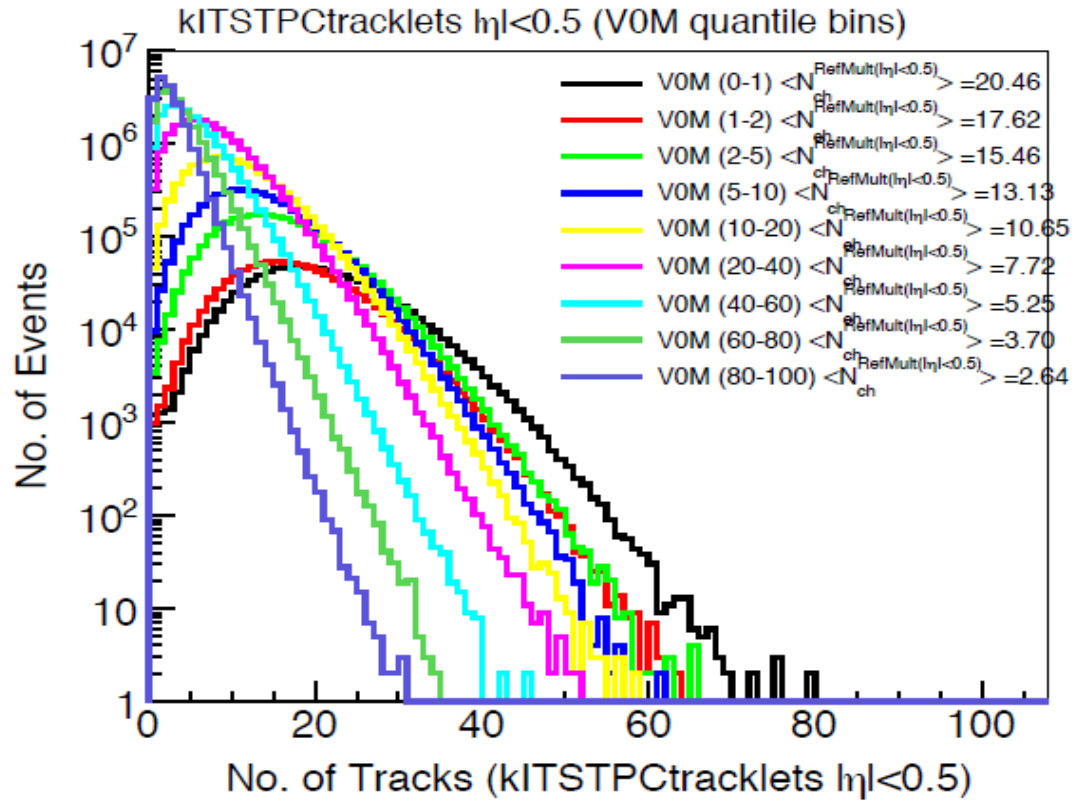 kITSTPCtracklets |η|<0.5 (V0M quantile bins)
V0M (0-1) <N_ch^RefMult(|η|<0.5)> =20.46
V0M (1-2) <N_ch^RefMult(|η|<0.5)> =17.62
V0M (2-5) <N_ch^RefMult(|η|<0.5)> =15.46
V0M (5-10) <N_ch^RefMult(|η|<0.5)> =13.13
V0M (10-20) <N_ch^RefMult(|η|<0.5)> =10.65
V0M (20-40) <N_ch^RefMult(|η|<0.5)> =7.72
V0M (40-60) <N_ch^RefMult(|η|<0.5)> =5.25
V0M (60-80) <N_ch^RefMult(|η|<0.5)> =3.70
V0M (80-100) <N_ch^RefMult(|η|<0.5)> =2.64
No. of Events
10^7
10^6
10^5
10^4
10^3
10^2
10
1
0 20 40 60 80 100
No. of Tracks (kITSTPCtracklets |η|<0.5)